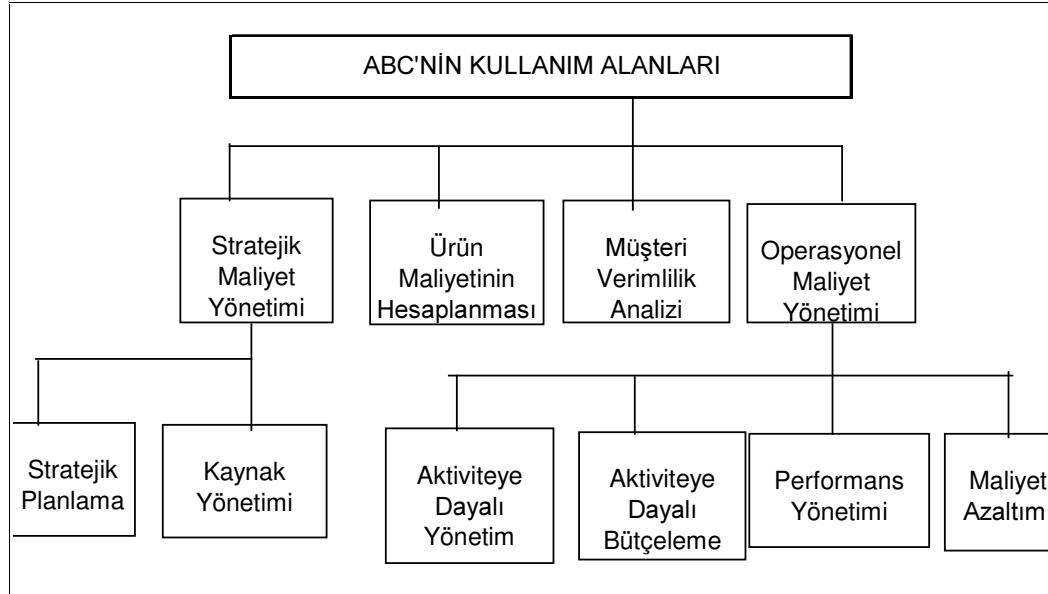 ABC'NİN KULLANIM ALANLARI
Stratejik
Maliyet
Yönetimi
Ürün
Maliyetinin
Hesaplanması
Müşteri
Verimlilik
Analizi
Operasyonel
Maliyet
Yönetimi
Stratejik
Planlama
Kaynak
Yönetimi
Aktiviteye
Dayalı
Yönetim
Aktiviteye
Dayalı
Bütçeleme
Performans
Yönetimi
Maliyet
Azaltım